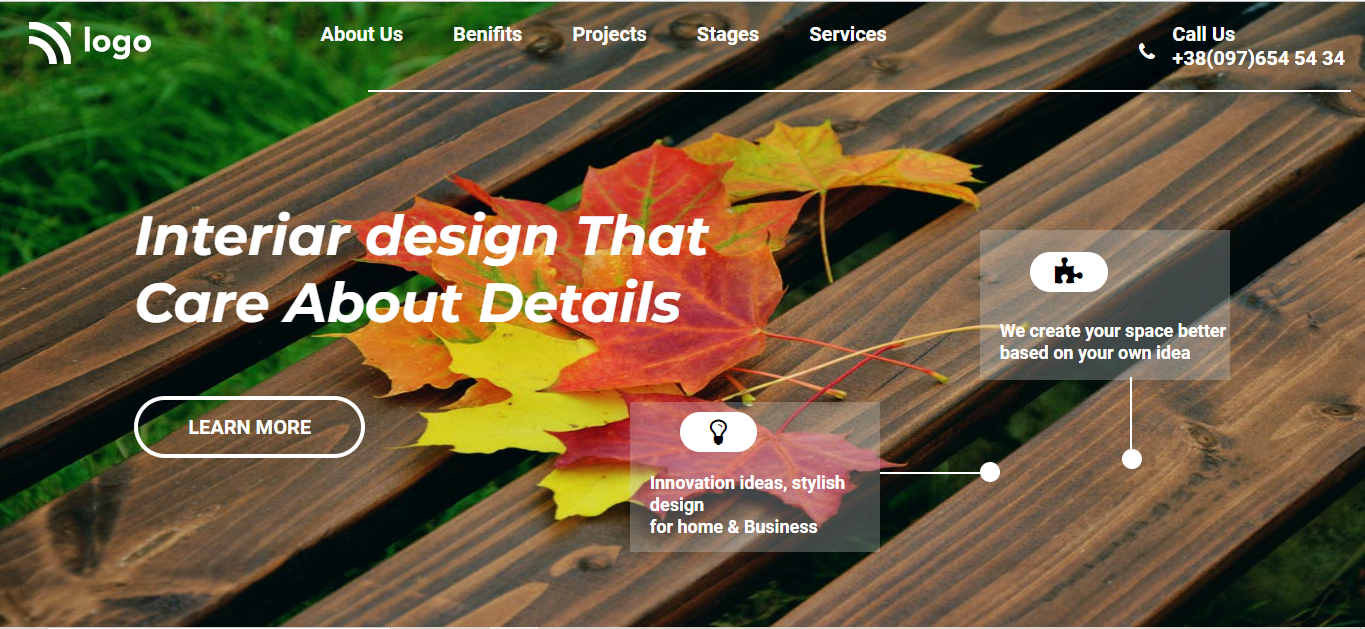 logo
About Us Benifits Projects Stages Services
Call Us
+38(097)654 54 34
Interiar design That
Care About Details
LEARN MORE
We create your space better
based on your own idea
Innovation ideas, stylish
design
for home & Business